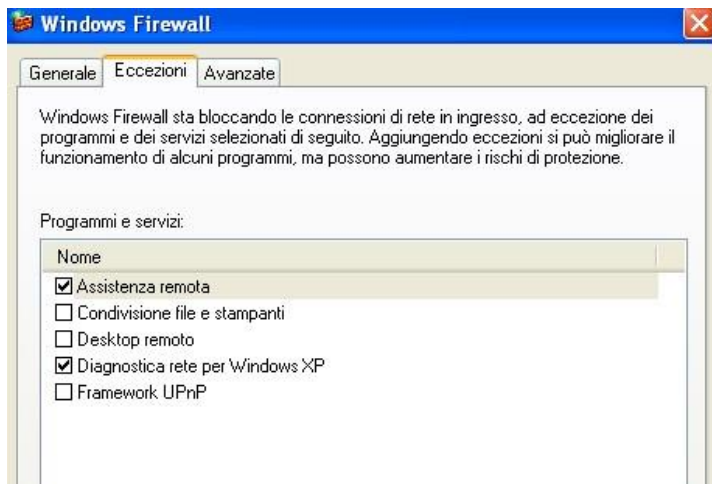 Windows Firewall
Generale Eccezioni Avanzate
Windows Firewall sta bloccando le connessioni di rete in ingresso, ad eccezione dei
programmi e dei servizi selezionati di seguito. Aggiungendo eccezioni si può migliorare il
funzionamento di alcuni programmi, ma possono aumentare i rischi di protezione.
Programmi e servizi:
Nome
Assistenza remota
Condivisione file e stampanti
Desktop remoto
Diagnostica rete per Windows XP
Framework UPnP